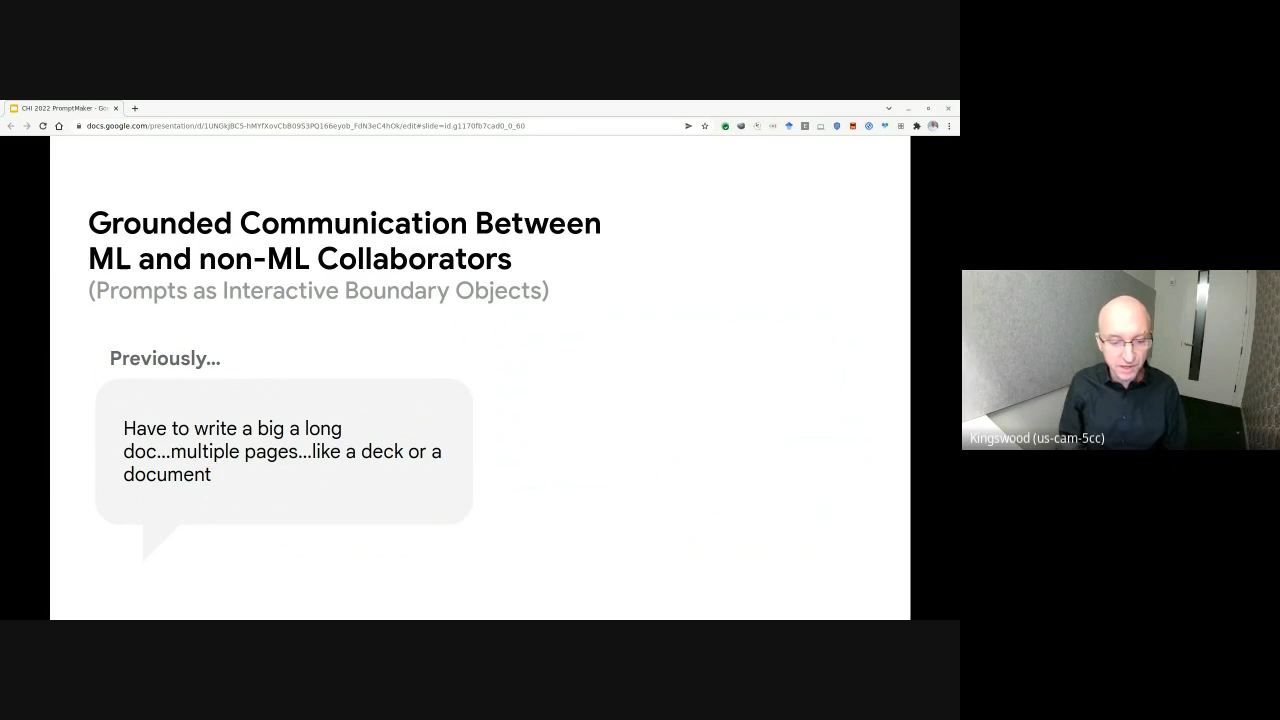 CHI 2022 PromptMaker - Go
docs.google.com/presentation/d/1UNGkJBC5-hMYfXovCbB09S3PQ166eyob_FdN3eC4hOk/edit#slide=id.g1170fb7cad0_0_60
Grounded Communication Between
ML and non-ML Collaborators
(Prompts as Interactive Boundary Objects)
Previously...
Have to write a big a long
doc...multiple pages...like a deck or a
document
Kingswood (us-cam-5cc)